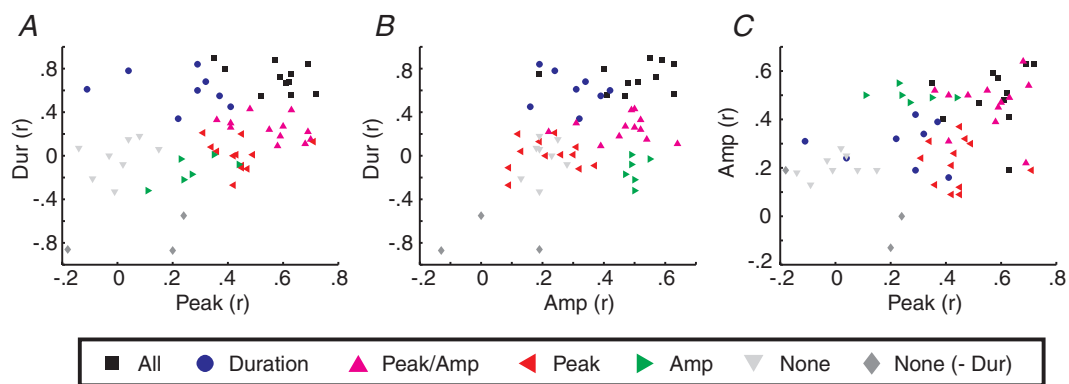 A
B
C
Dur (r)
.8
.4
0
-.4
-.8
-.2
0
.2
.4
.6
.8
Peak (r)
Dur (r)
.8
.4
0
-.4
-.8
-.2
0
.2
.4
.6
Amp (r)
Amp (r)
.6
.4
.2
0
-.2
-.2
0
.2
.4
.6
.8
Peak (r)
All
Duration
Peak/Amp
Peak
Amp
None
None (- Dur)